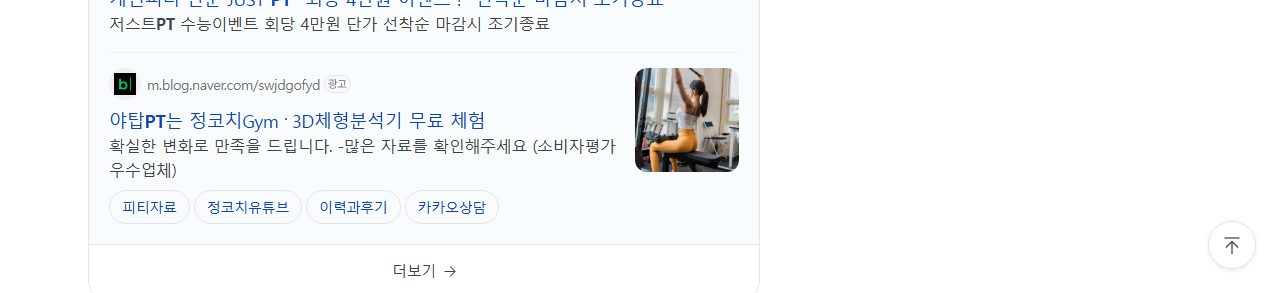 저스트PT 수능이벤트 회당 4만원 단가 선착순 마감시 조기종료
b|
m.blog.naver.com/swjdgofyd 광고
야탑PT는 정코치Gym · 3D체형분석기 무료 체험
확실한 변화로 만족을 드립니다. -많은 자료를 확인해주세요 (소비자평가
우수업체)
피티자료 정코치유튜브 이력과후기 카카오상담
더보기 →